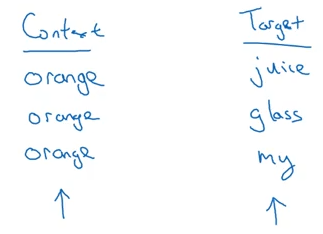 Context Target
orange juice
orange glass
orange my